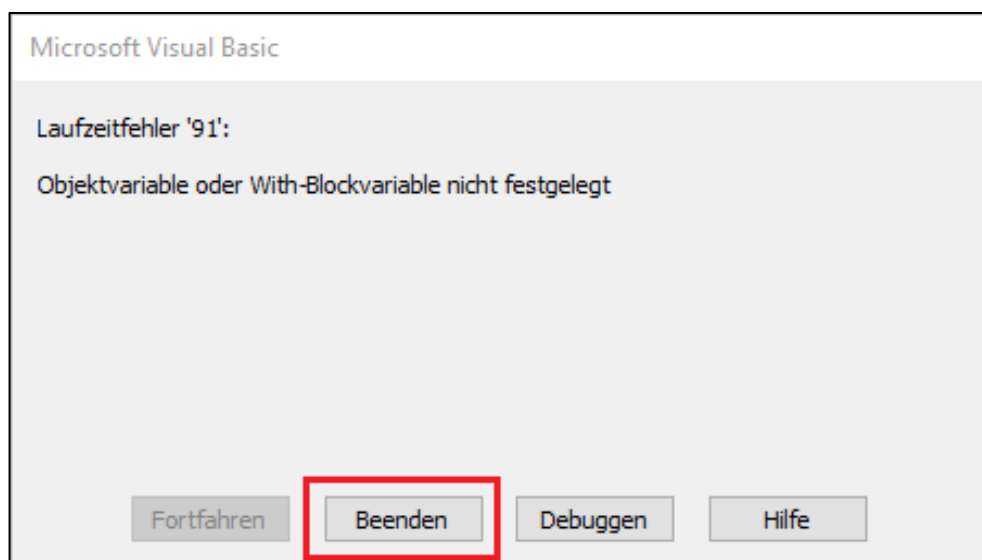 Microsoft Visual Basic
Laufzeitfehler '91':
Objektvariable oder With-Blockvariable nicht festgelegt
Fortfahren Beenden Debuggen Hilfe